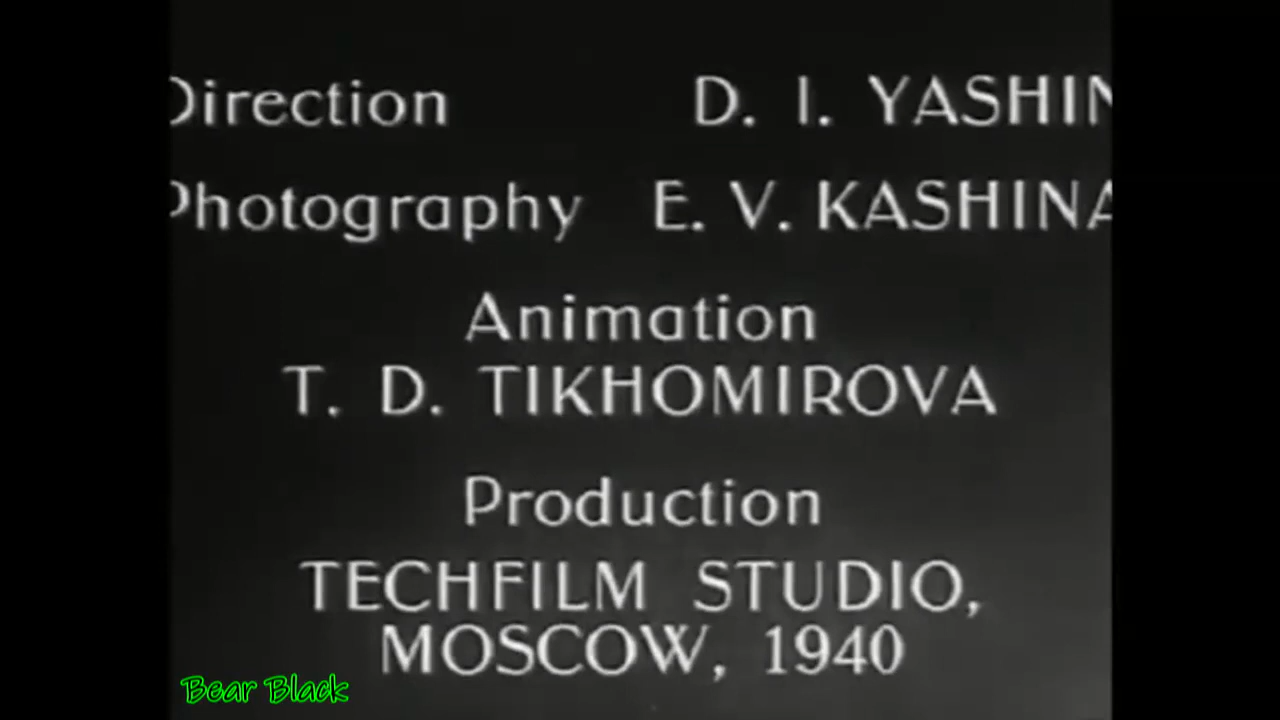 Direction D. I. YASHIN
Photography E. V. KASHINA
Animation
T. D. TIKHOMIROVA
Production
TECHFILM STUDIO,
MOSCOW, 1940
Bear Black